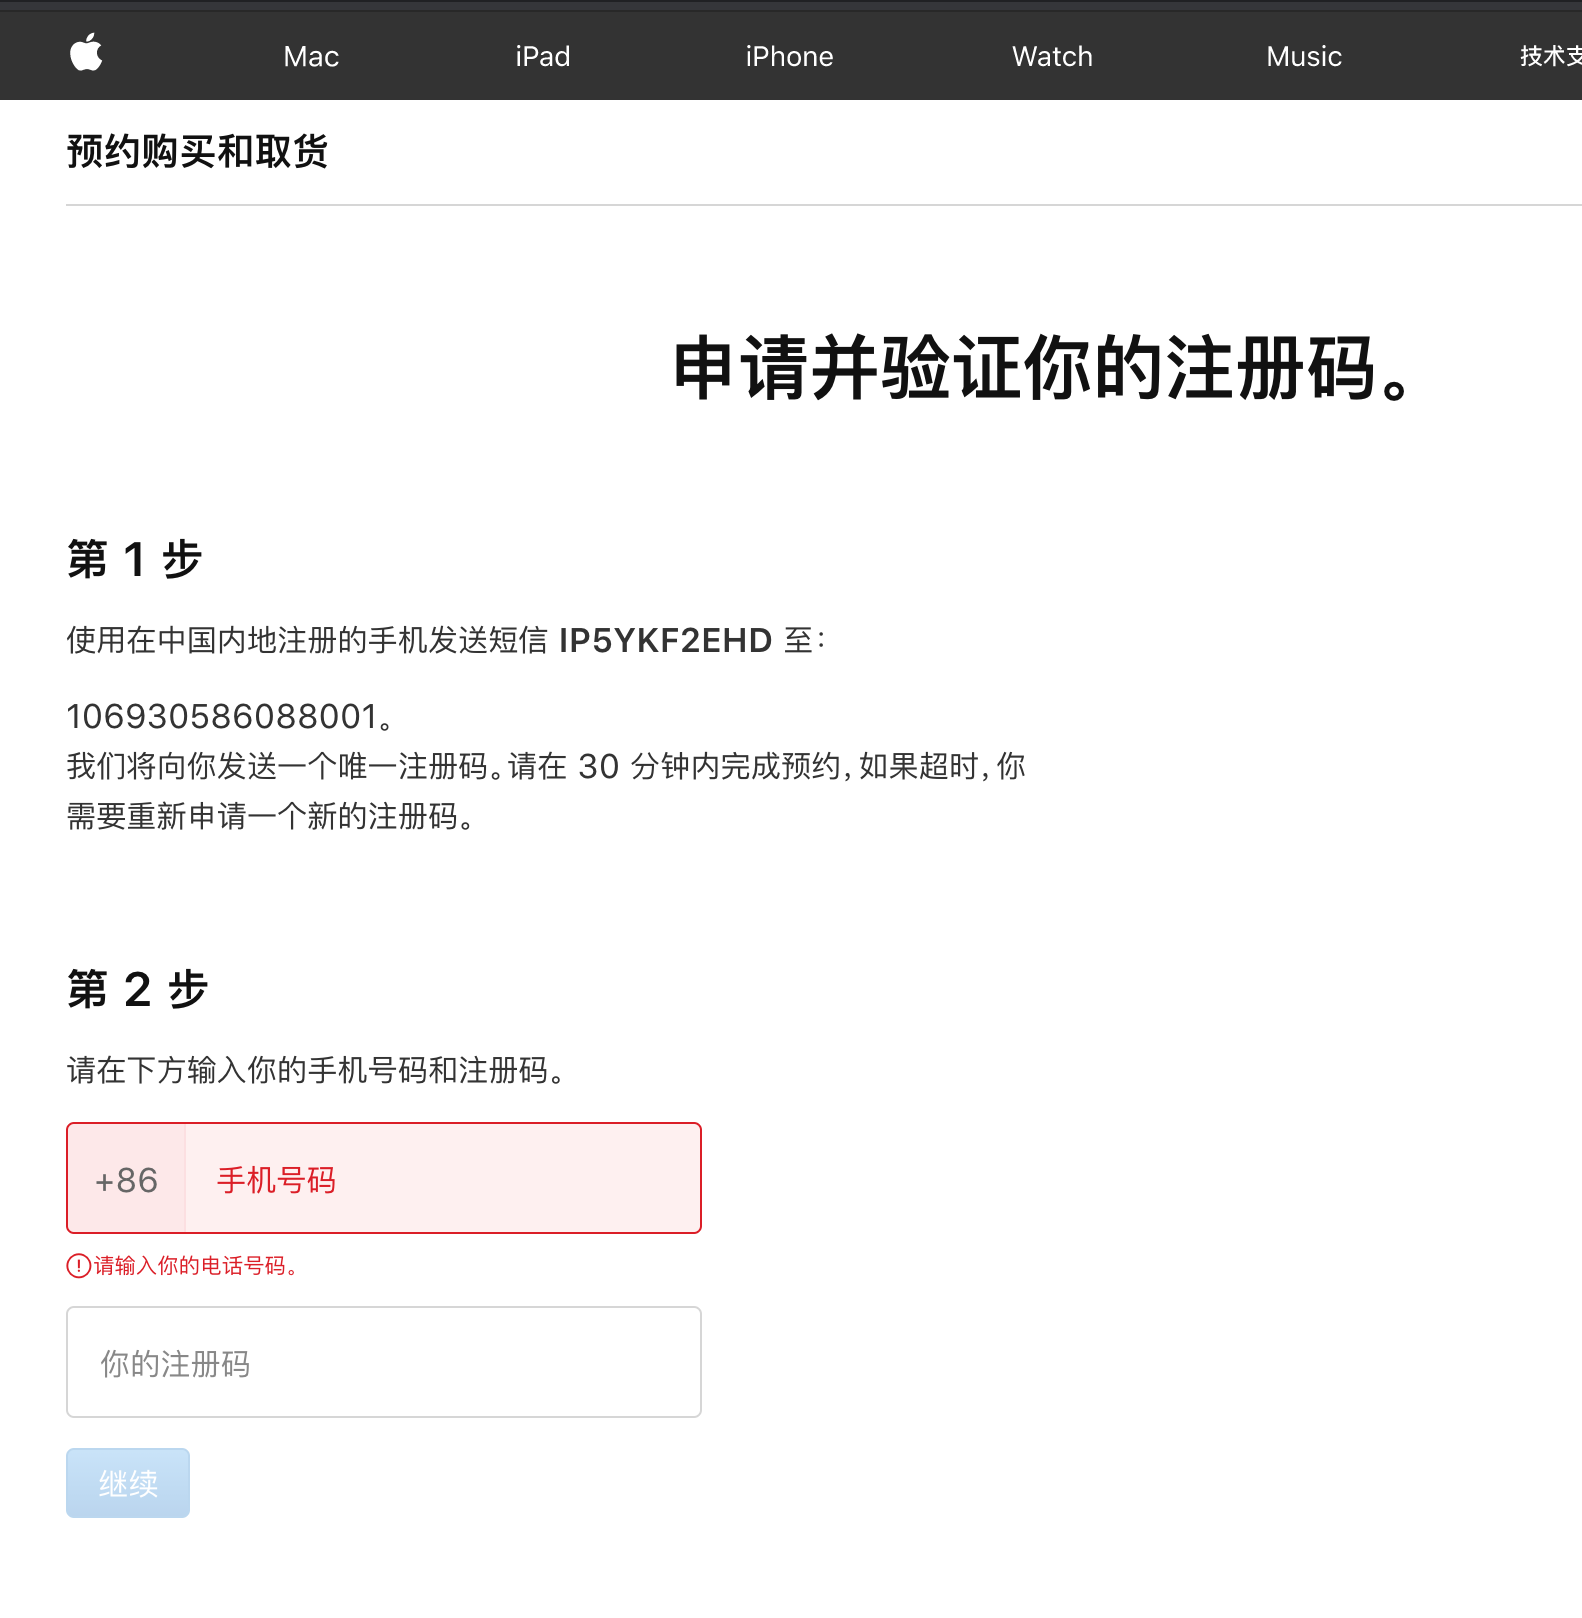 Mac iPad iPhone Watch Music 技术支
预约购买和取货
申请并验证你的注册码。
第 1 步
使用在中国内地注册的手机发送短信 IP5YKF2EHD 至：
106930586088001。
我们将向你发送一个唯一注册码。请在 30 分钟内完成预约，如果超时，你
需要重新申请一个新的注册码。
第 2 步
请在下方输入你的手机号码和注册码。
+86 手机号码
请输入你的电话号码。
你的注册码
继续